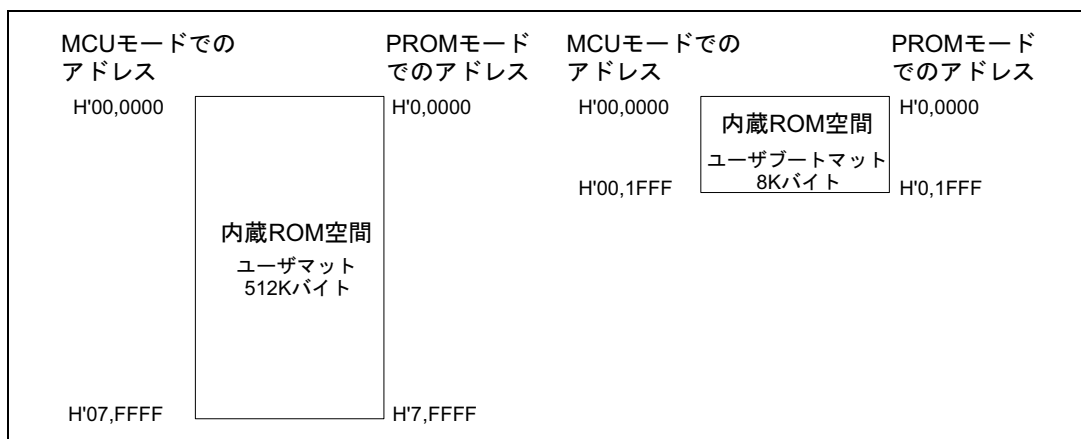 MCUモードでの
アドレス
PROMモード
でのアドレス
H'00,0000
H'0,0000
内蔵ROM空間
ユーザマット
512Kバイト
H'07,FFFF
H'7,FFFF
MCUモードでの
アドレス
PROMモード
でのアドレス
H'00,0000
H'0,0000
内蔵ROM空間
ユーザブートマット
8Kバイト
H'00,1FFF
H'0,1FFF